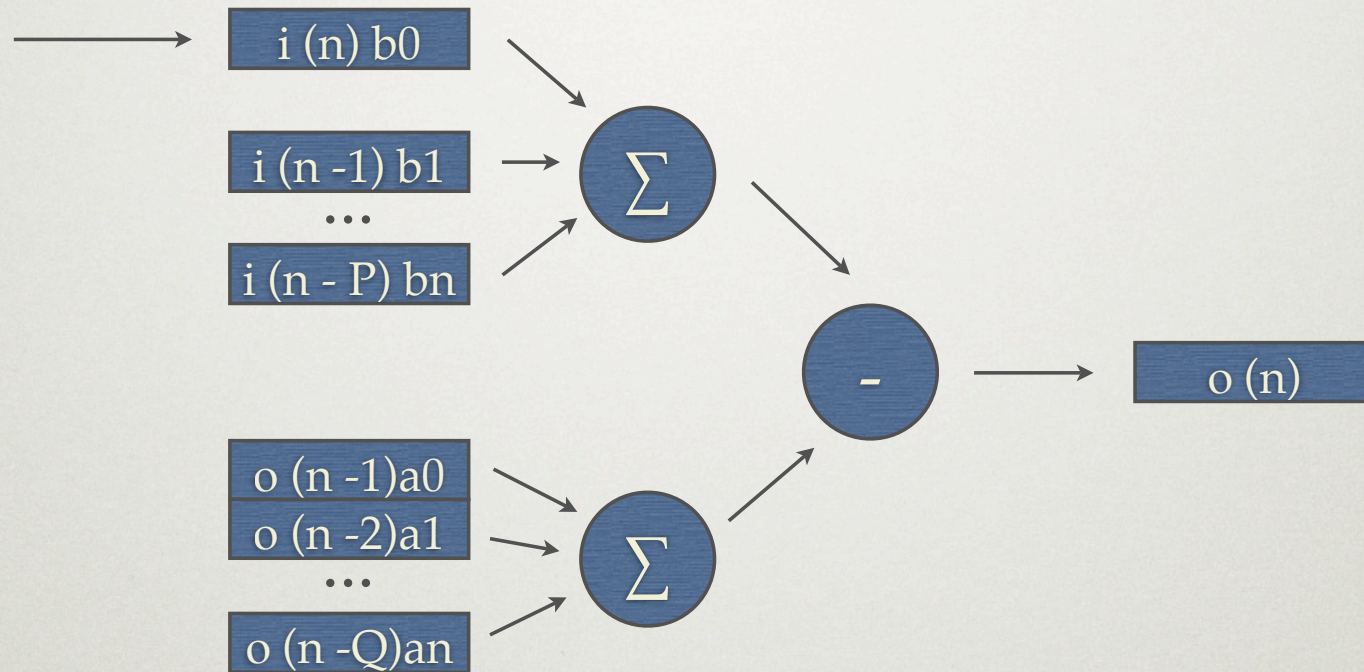 i (n) b0
i (n -1) b1
...
i (n - P) bn
∑
-
o (n)
o (n -1)a0
o (n -2)a1
...
o (n -Q)an
∑